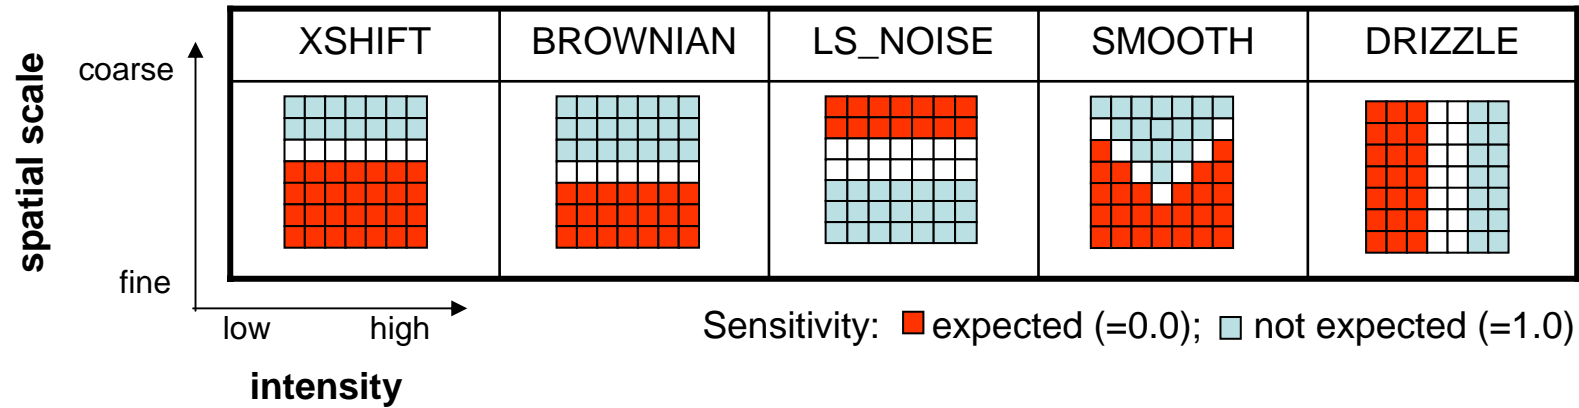 XSHIFT BROWNIAN LS_NOISE SMOOTH DRIZZLE
spatial scale
coarse
fine
low high
intensity
Sensitivity: expected (=0.0); not expected (=1.0)